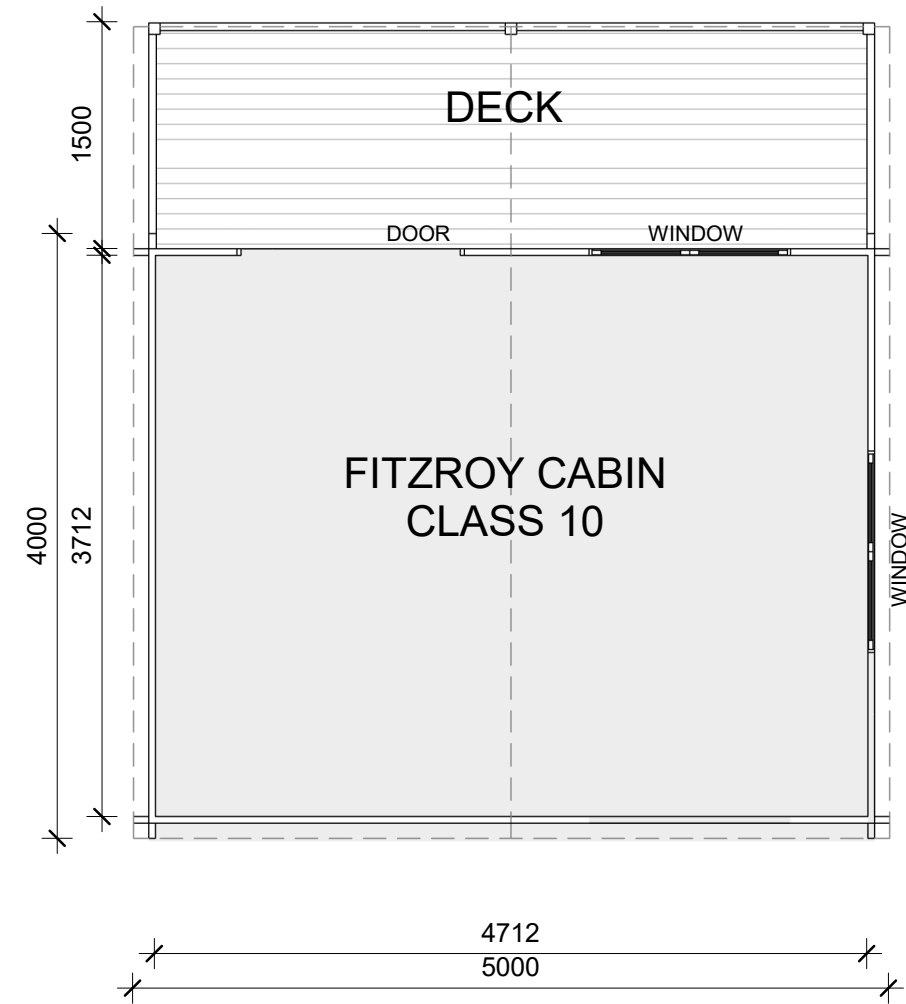 DECK
1500
DOOR
WINDOW
FITZROY CABIN
CLASS 10
4000
3712
WINDOW
4712
5000